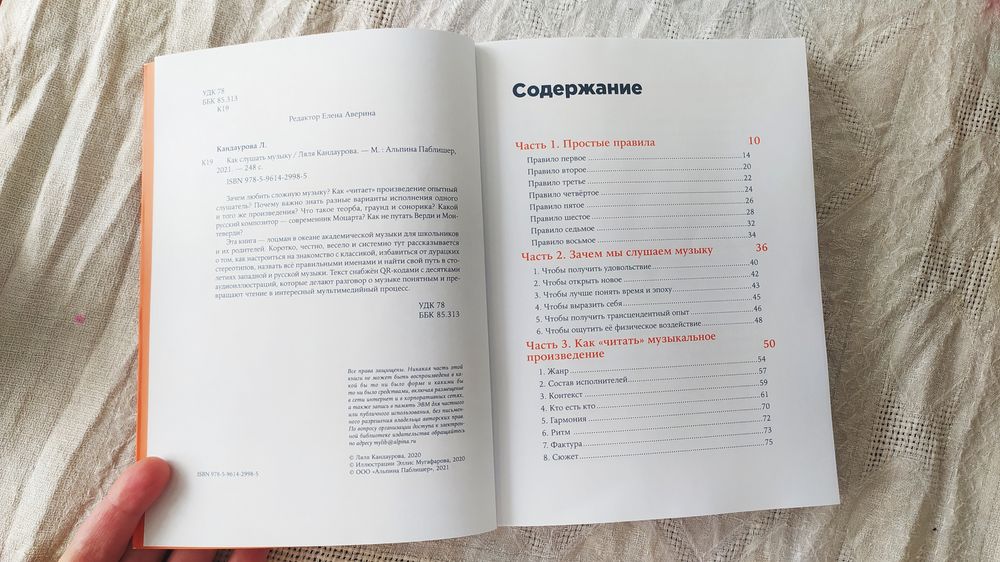 УДК 78
ББК 85.313
К19
Редактор Елена Аверина
Кандаурова Л.
К19 Как слушать музыку / Ляля Кандаурова. — М. : Альпина Паблишер,
2021. — 248 с.
ISBN 978-5-9614-2998-5
Зачем любить сложную музыку? Как «читает» произведение опытный
слушатель? Почему важно знать разные варианты исполнения одного
и того же произведения? Что такое теорба, граунд и сонорика? Какой
русский композитор — современник Моцарта? Как не путать Верди и Мон-
теверди?
Эта книга — лоцман в океане академической музыки для школьников
и их родителей. Коротко, честно, весело и системно тут рассказывается
о том, как настроиться на знакомство с классикой, избавиться от дурацких
стереотипов, назвать всё правильными именами и найти свой путь в сто-
летиях западной и русской музыки. Текст снабжён QR-кодами с десятками
аудиоиллюстраций, которые делают разговор о музыке понятным и пре-
вращают чтение в интересный мультимедийный процесс.
УДК 78
ББК 85.313
Все права защищены. Никакая часть этой
книги не может быть воспроизведена в ка-
кой бы то ни было форме и какими бы
то ни было средствами, включая размещение
в сети интернет и в корпоративных сетях,
а также запись в память ЭВМ для частного
или публичного использования, без письмен-
ного разрешения владельца авторских прав.
По вопросу организации доступа к электрон-
ной библиотеке издательства обращайтесь
по адресу mylib@alpina.ru
© Ляля Кандаурова, 2020
© Иллюстрации Эллис Мугафарова, 2020
© ООО «Альпина Паблишер», 2021
ISBN 978-5-9614-2998-5
Содержание
Часть 1. Простые правила 10
Правило первое 14
Правило второе 20
Правило третье 22
Правило четвёртое 24
Правило пятое 26
Правило шестое 28
Правило седьмое 32
Правило восьмое 34
Часть 2. Зачем мы слушаем музыку 36
1. Чтобы получить удовольствие 40
2. Чтобы открыть новое 42
3. Чтобы лучше понять время и эпоху 43
4. Чтобы выразить себя 45
5. Чтобы получить трансцендентный опыт 46
6. Чтобы ощутить её физическое воздействие 48
Часть 3. Как «читать» музыкальное
произведение 50
1. Жанр 54
2. Состав исполнителей 57
3. Контекст 59
4. Кто есть кто 61
5. Гармония 70
6. Ритм 72
7. Фактура 73
8. Сюжет 75